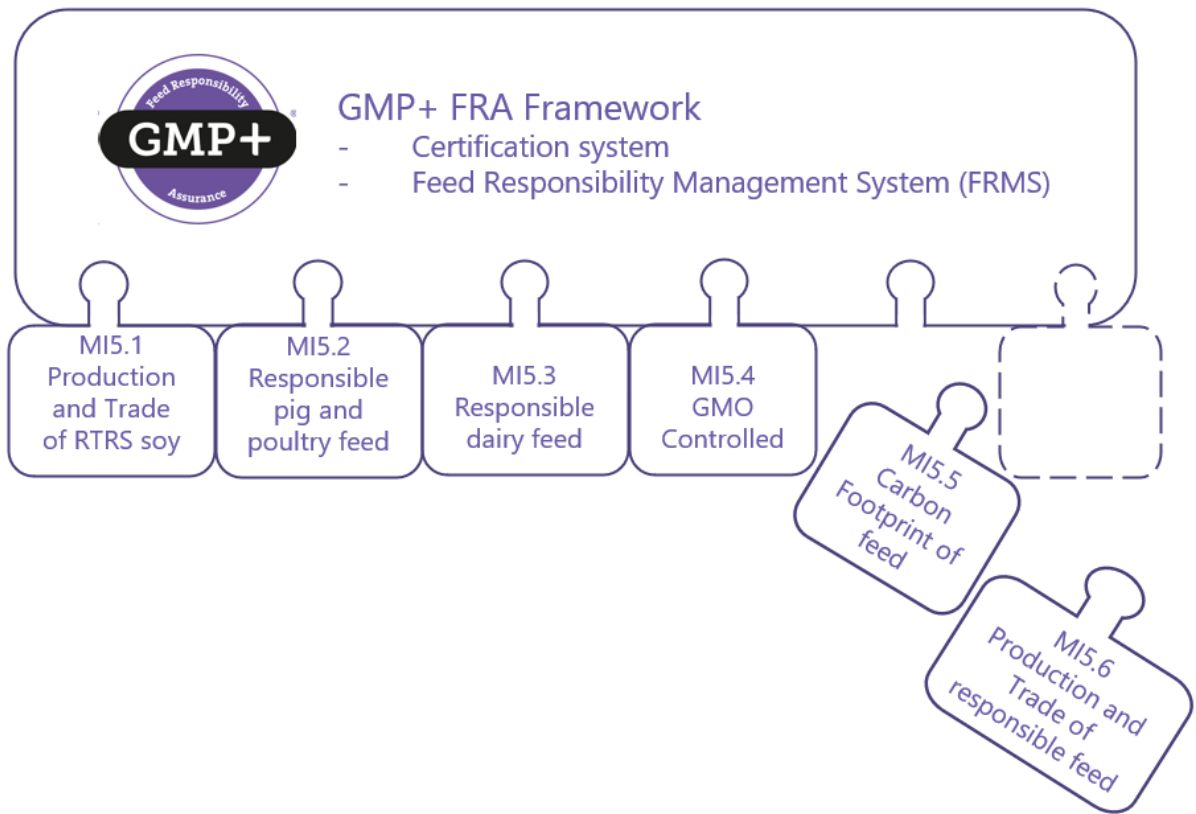 Feed Responsibility
GMP+
®
Assurance
GMP+ FRA Framework
- Certification system
- Feed Responsibility Management System (FRMS)
MI5.1
Production
and Trade
of RTRS soy
MI5.2
Responsible
pig and
poultry feed
MI5.3
Responsible
dairy feed
MI5.4
GMO
Controlled
MI5.5
Carbon
Footprint of
feed
MI5.6
Production and
Trade of
responsible feed